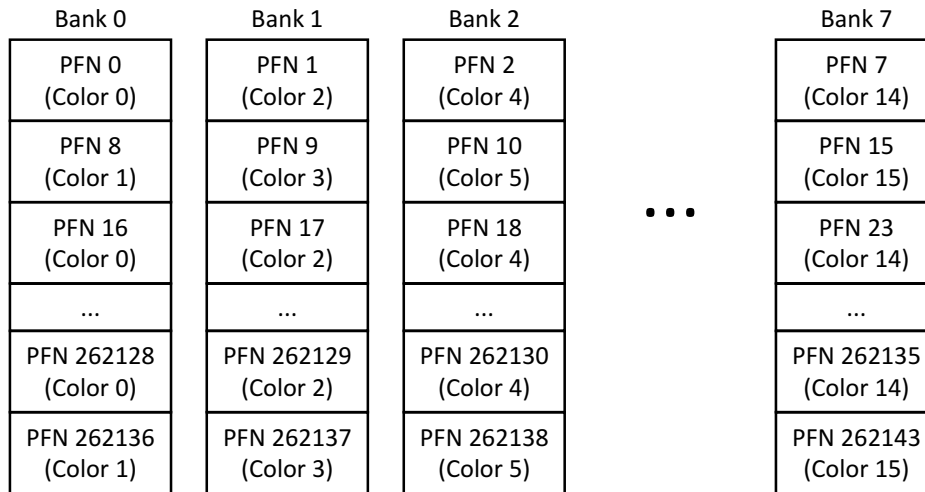 Bank 0
PFN 0
(Color 0)
PFN 8
(Color 1)
PFN 16
(Color 0)
...
PFN 262128
(Color 0)
PFN 262136
(Color 1)
Bank 1
PFN 1
(Color 2)
PFN 9
(Color 3)
PFN 17
(Color 2)
...
PFN 262129
(Color 2)
PFN 262137
(Color 3)
Bank 2
PFN 2
(Color 4)
PFN 10
(Color 5)
PFN 18
(Color 4)
...
PFN 262130
(Color 4)
PFN 262138
(Color 5)
...
Bank 7
PFN 7
(Color 14)
PFN 15
(Color 15)
PFN 23
(Color 14)
...
PFN 262135
(Color 14)
PFN 262143
(Color 15)